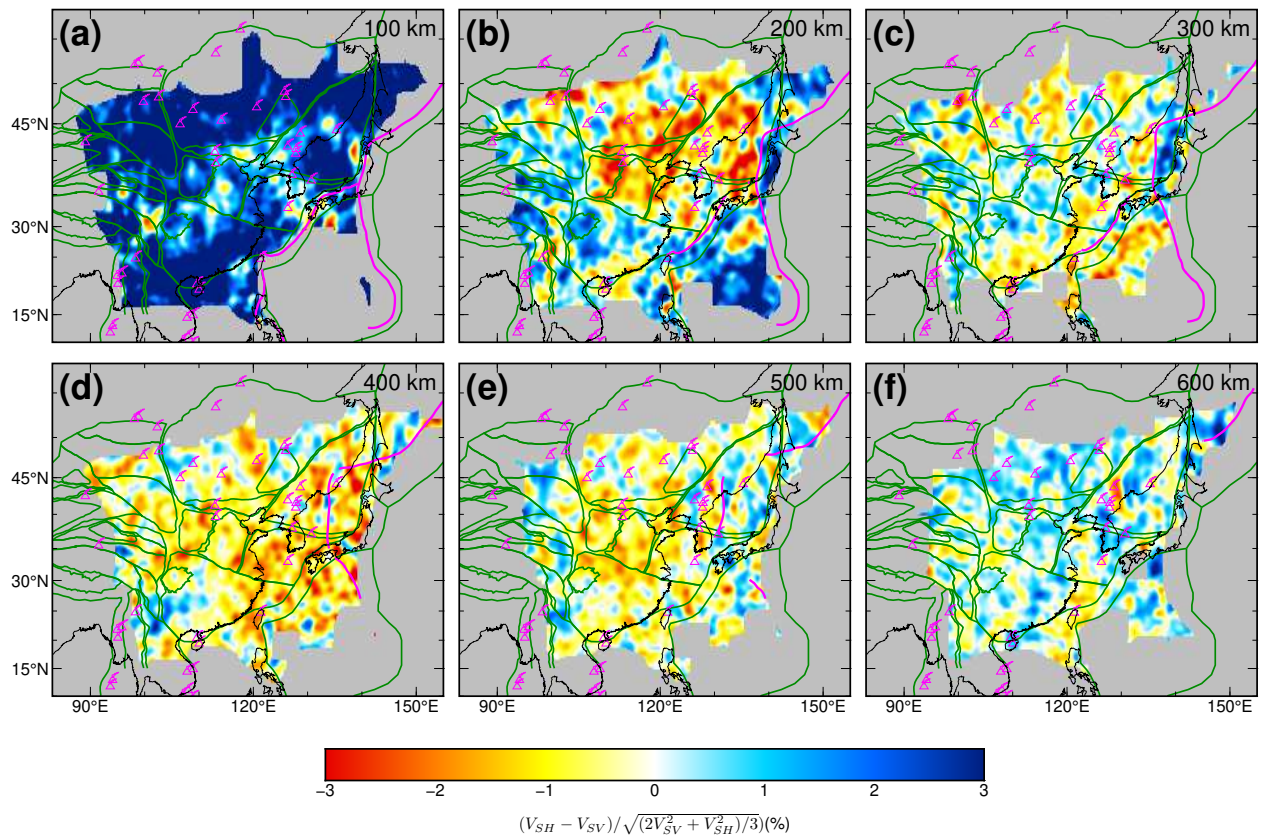 (a) 100 km
(b) 200 km
(c) 300 km
45°N
30°N
15°N
(d) 400 km
(e) 500 km
(f) 600 km
45°N
30°N
15°N
90°E 120°E 150°E
90°E 120°E 150°E
90°E 120°E 150°E
−3 −2 −1 0 1 2 3
$(V_{SH} - V_{SV})/\sqrt{(2V_{SV}^2 + V_{SH}^2)/3}$(%)